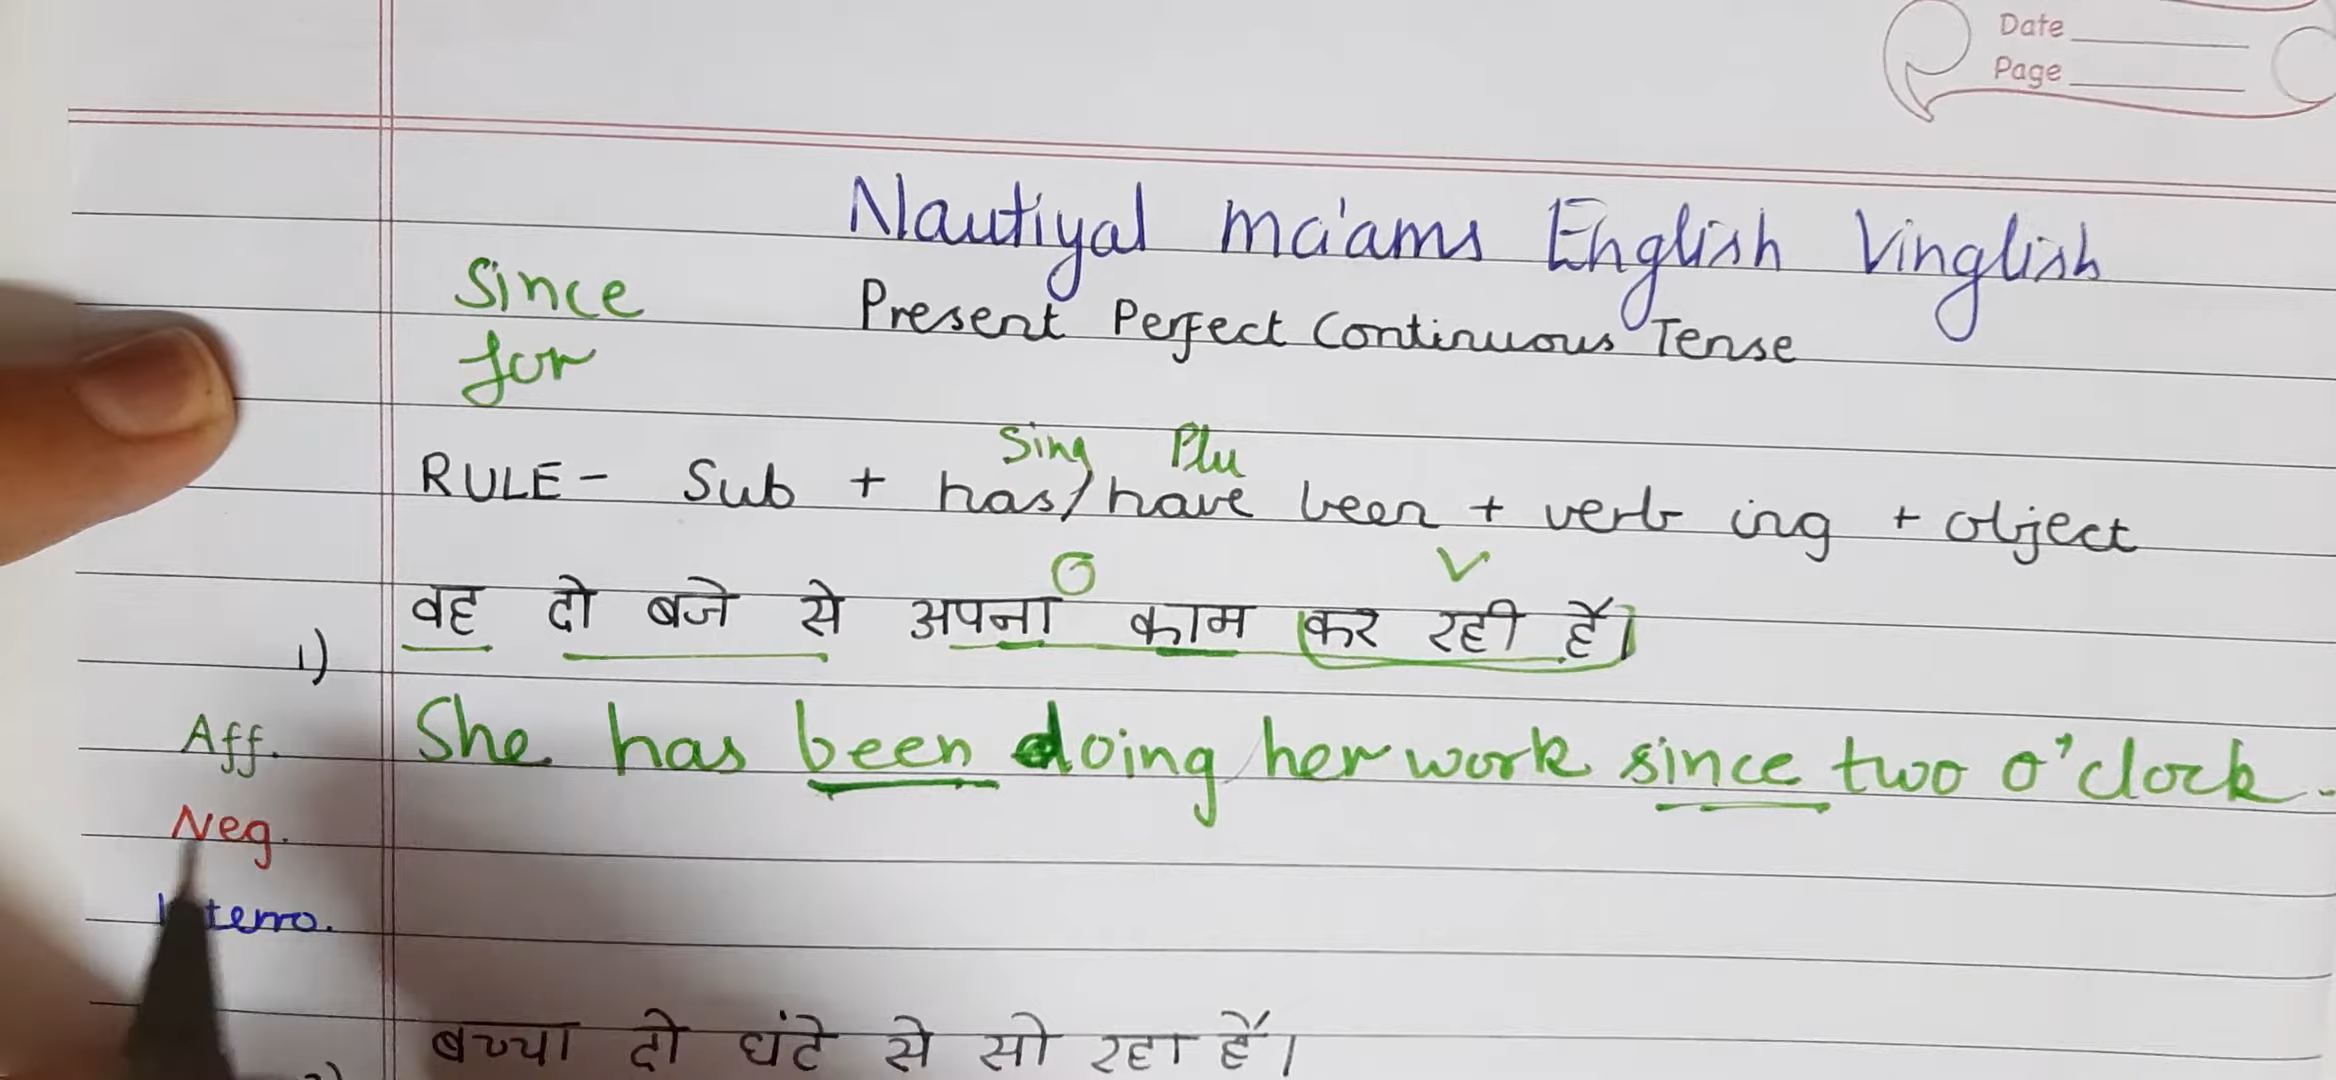 Date
Page
Nautiyal ma'ams English Vinglish
Since
Present Perfect Continuous Tense
for
Sing Plu
RULE - Sub + has/have been + verb ing + object
O V
1) वह दो बजे से अपना काम कर रही हैं।
Aff. She has been doing her work since two o'clock.
Neg.
बच्चा दो घंटे से सो रहा हैं।